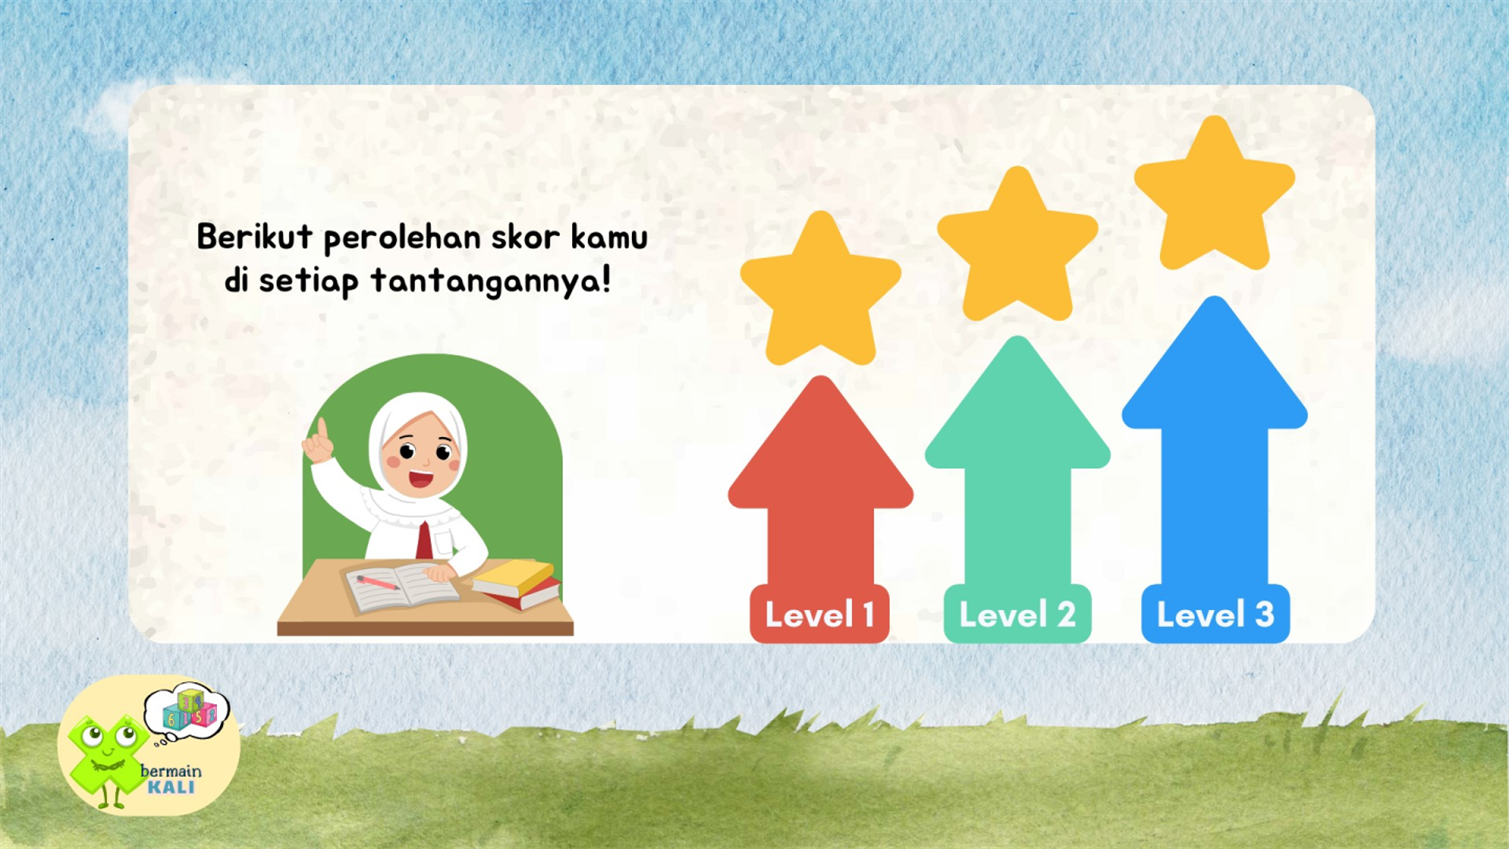 Berikut perolehan skor kamu
di setiap tantangannya!
Level 1
Level 2
Level 3
bermain
KALI